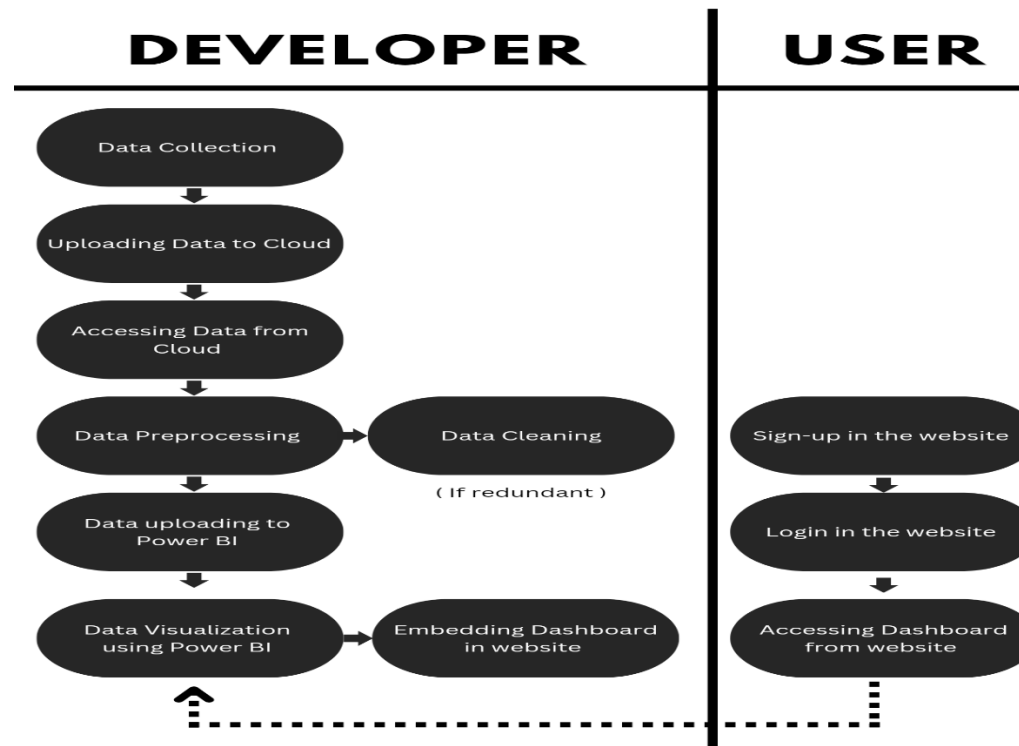 DEVELOPER
USER
Data Collection
Uploading Data to Cloud
Accessing Data from
Cloud
Data Preprocessing
Data Cleaning
( If redundant )
Data uploading to
Power BI
Data Visualization
using Power BI
Embedding Dashboard
in website
Sign-up in the website
Login in the website
Accessing Dashboard
from website